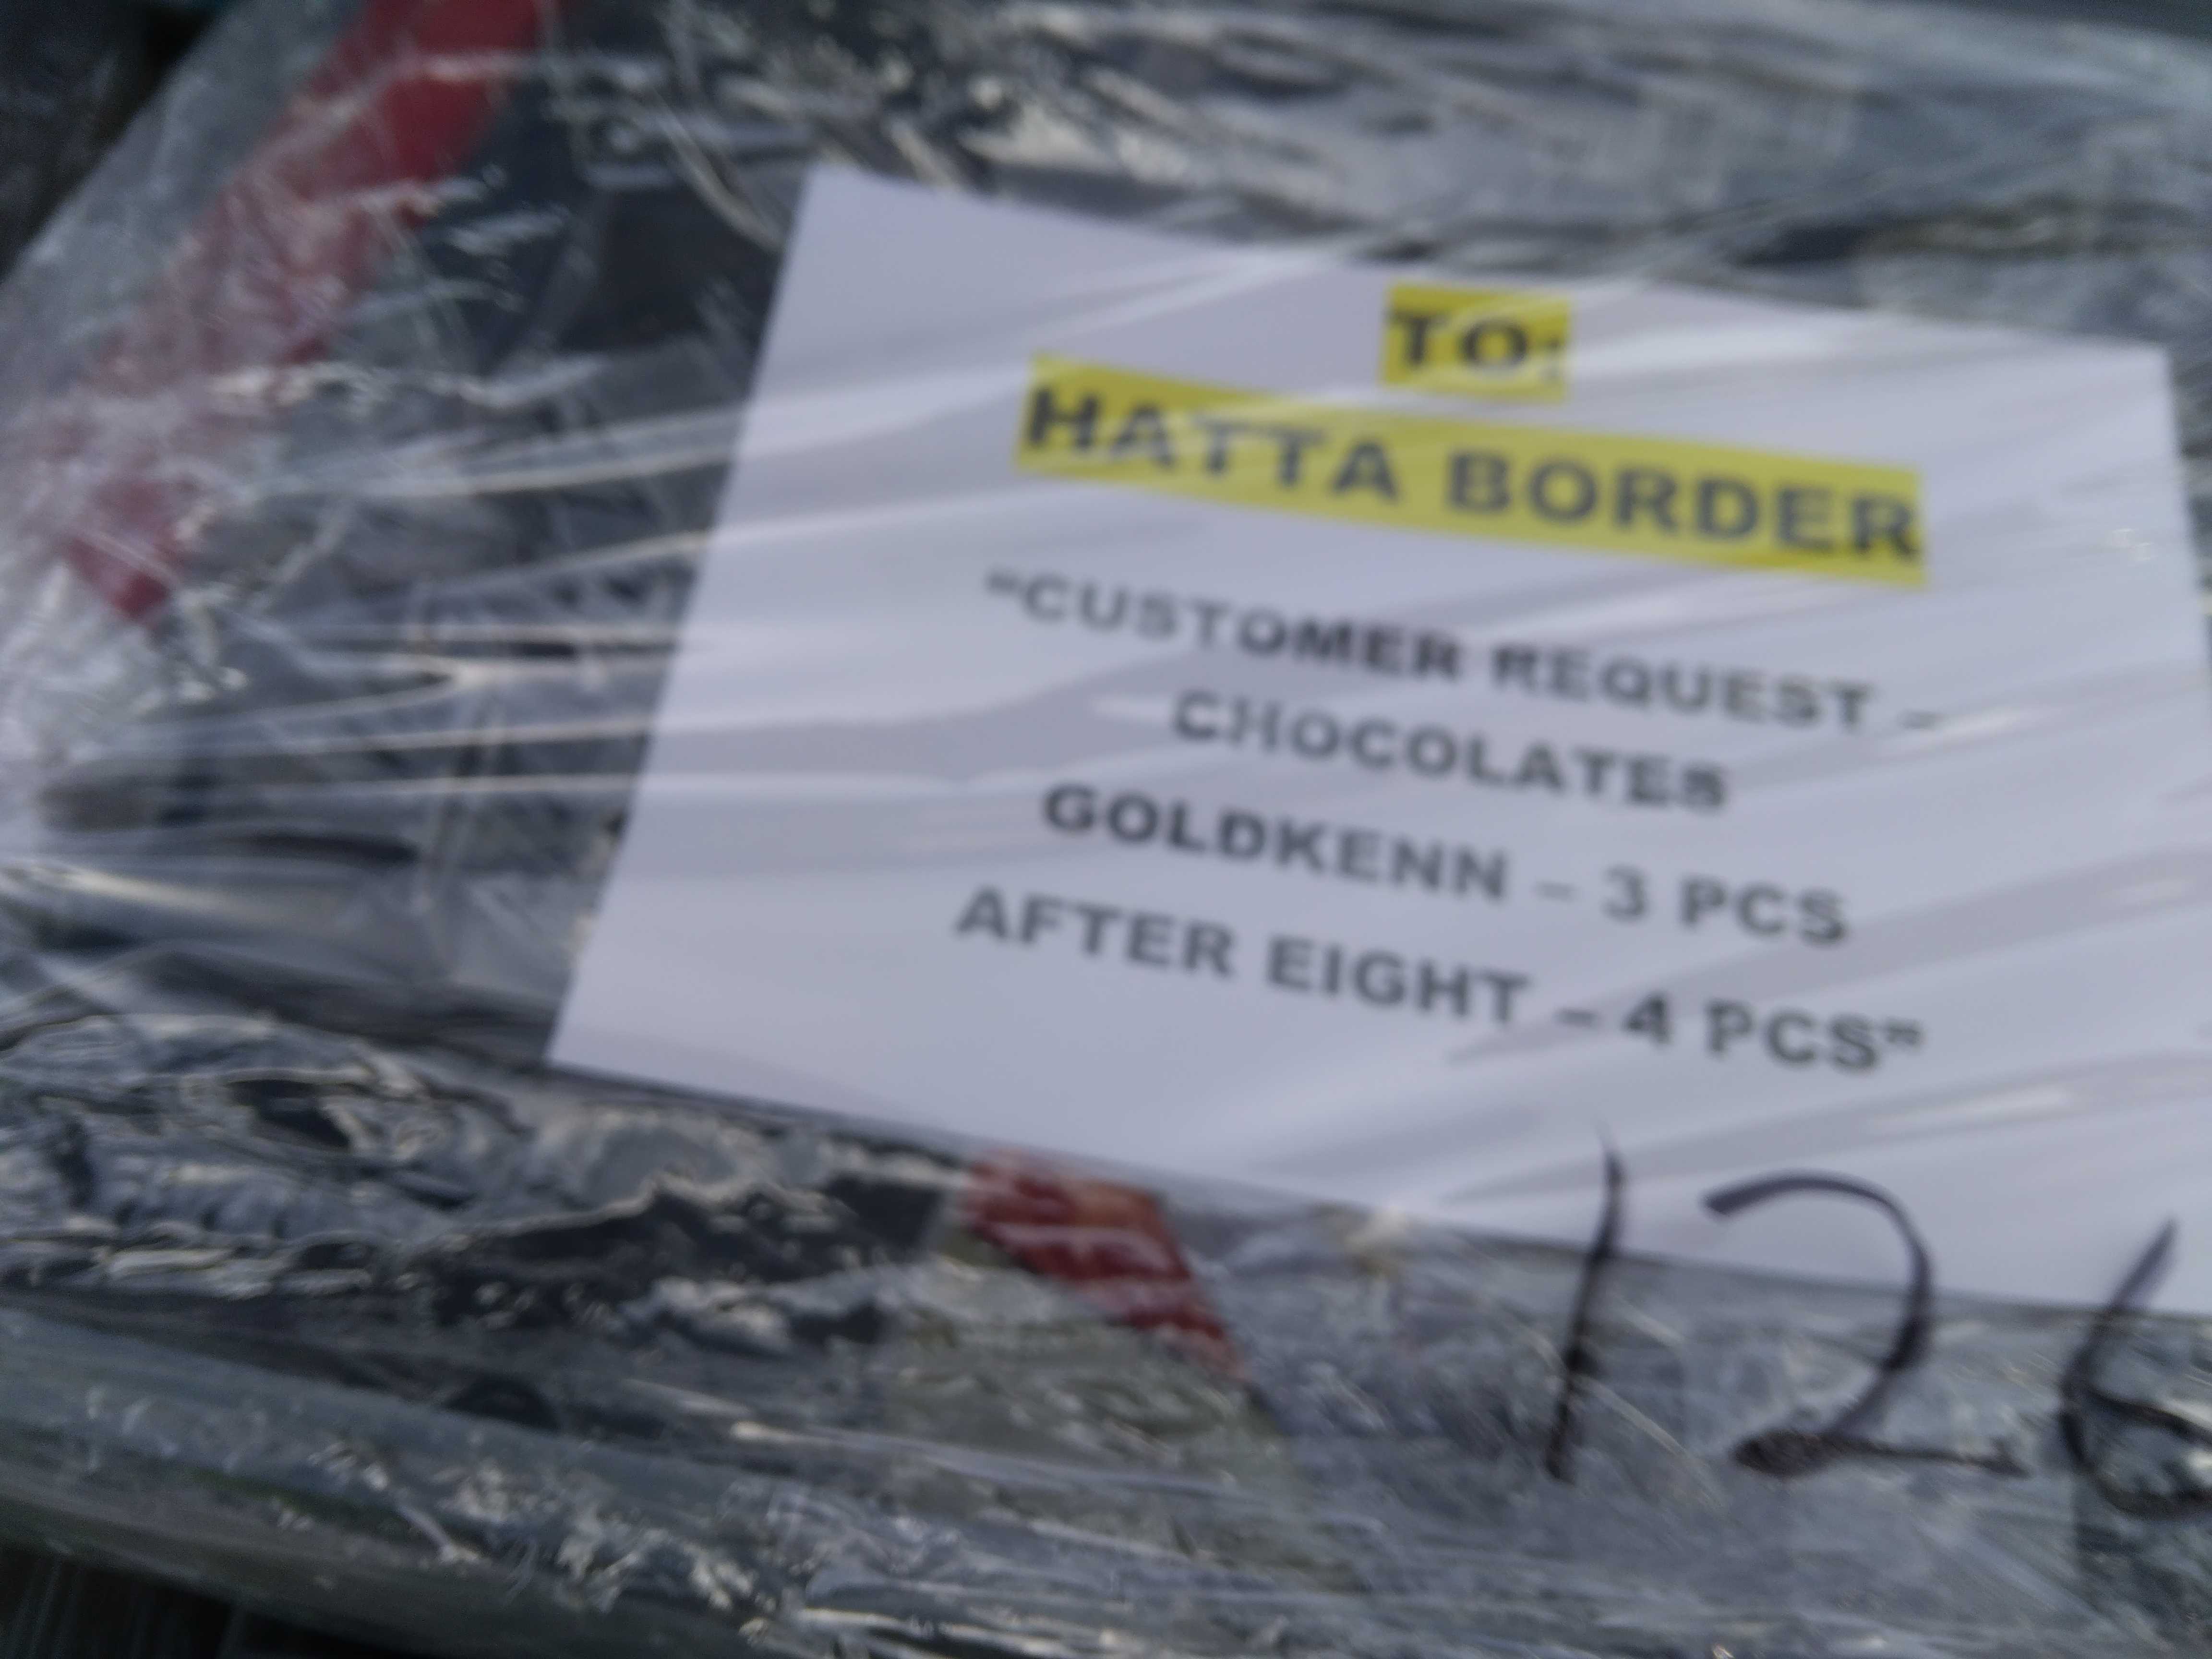 TO:
HATTA BORDER
"CUSTOMER REQUEST –
CHOCOLATES
GOLDKENN – 3 PCS
AFTER EIGHT – 4 PCS"
126